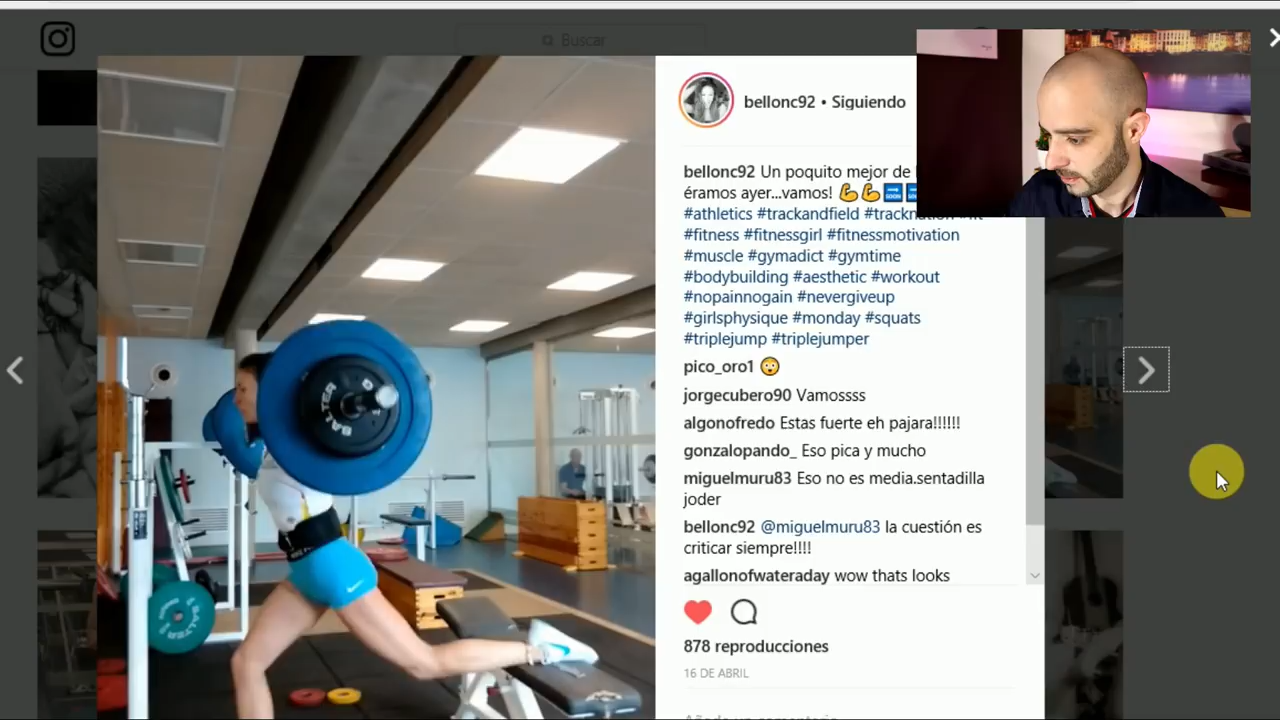 Buscar
bellonc92 • Siguiendo
bellonc92 Un poquito mejor de
éramos ayer...vamos! 💪💪🔜
#athletics #trackandfield
#fitness #fitnessgirl #fitnessmotivation
#muscle #gymadict #gymtime
#bodybuilding #aesthetic #workout
#nopainnogain #nevergiveup
#girlsphysique #monday #squats
#triplejump #triplejumper
pico_oro1 😳
jorgecubero90 Vamossss
algonofredo Estas fuerte eh pajara!!!!!!
gonzalopando_ Eso pica y mucho
miguelmuru83 Eso no es media.sentadilla
joder
bellonc92 @miguelmuru83 la cuestión es
criticar siempre!!!!
agallonofwateraday wow thats looks
878 reproducciones
16 DE ABRIL
SALTER
SALTER